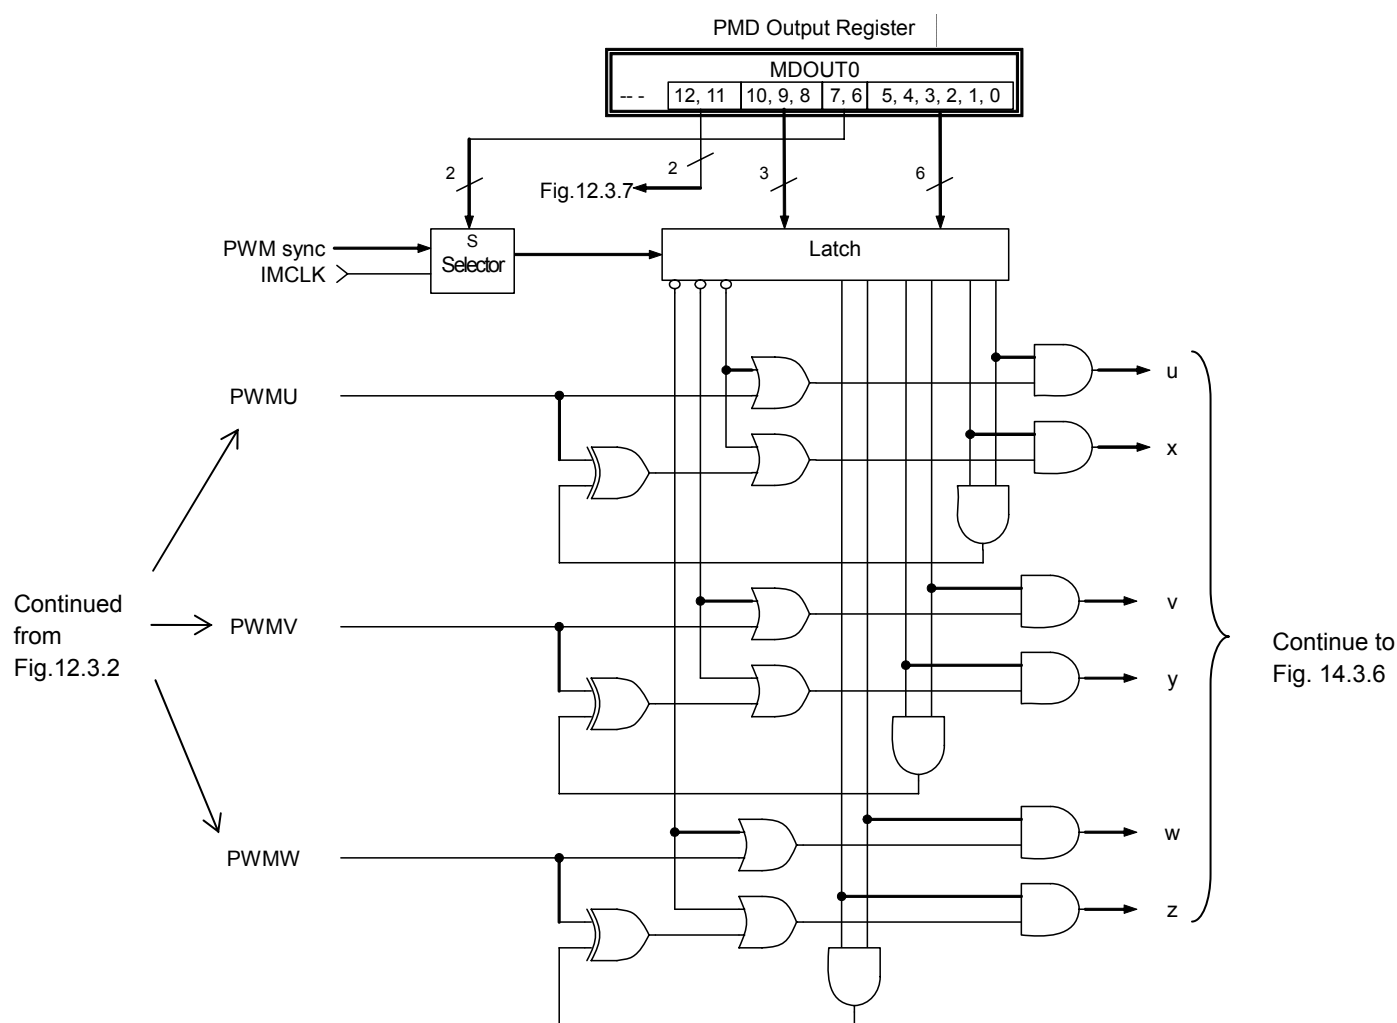 PMD Output Register
MDOUT0
-- - 12, 11 10, 9, 8 7, 6 5, 4, 3, 2, 1, 0
2
2
3
6
Fig.12.3.7
PWM sync
IMCLK
S
Selector
Latch
PWMU
u
x
Continued
from
Fig.12.3.2
PWMV
v
y
Continue to
Fig. 14.3.6
PWMW
w
z